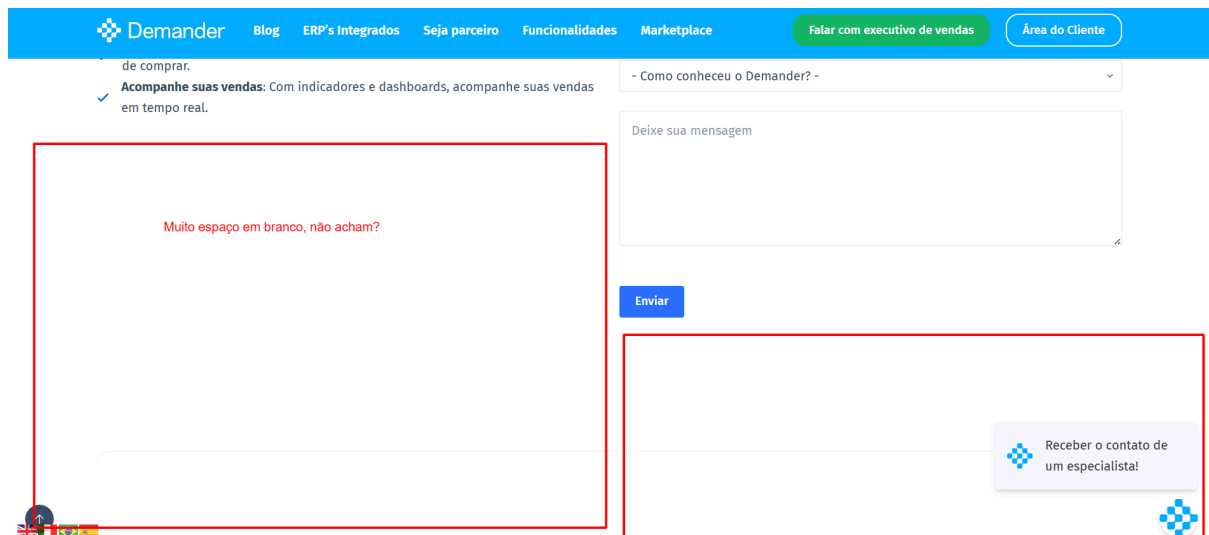 Demander Blog ERP's Integrados Seja parceiro Funcionalidades Marketplace Falar com executivo de vendas Área do Cliente
de comprar.
Acompanhe suas vendas: Com indicadores e dashboards, acompanhe suas vendas
em tempo real.
- Como conheceu o Demander? -
Deixe sua mensagem
Muito espaço em branco, não acham?
Enviar
Receber o contato de
um especialista!